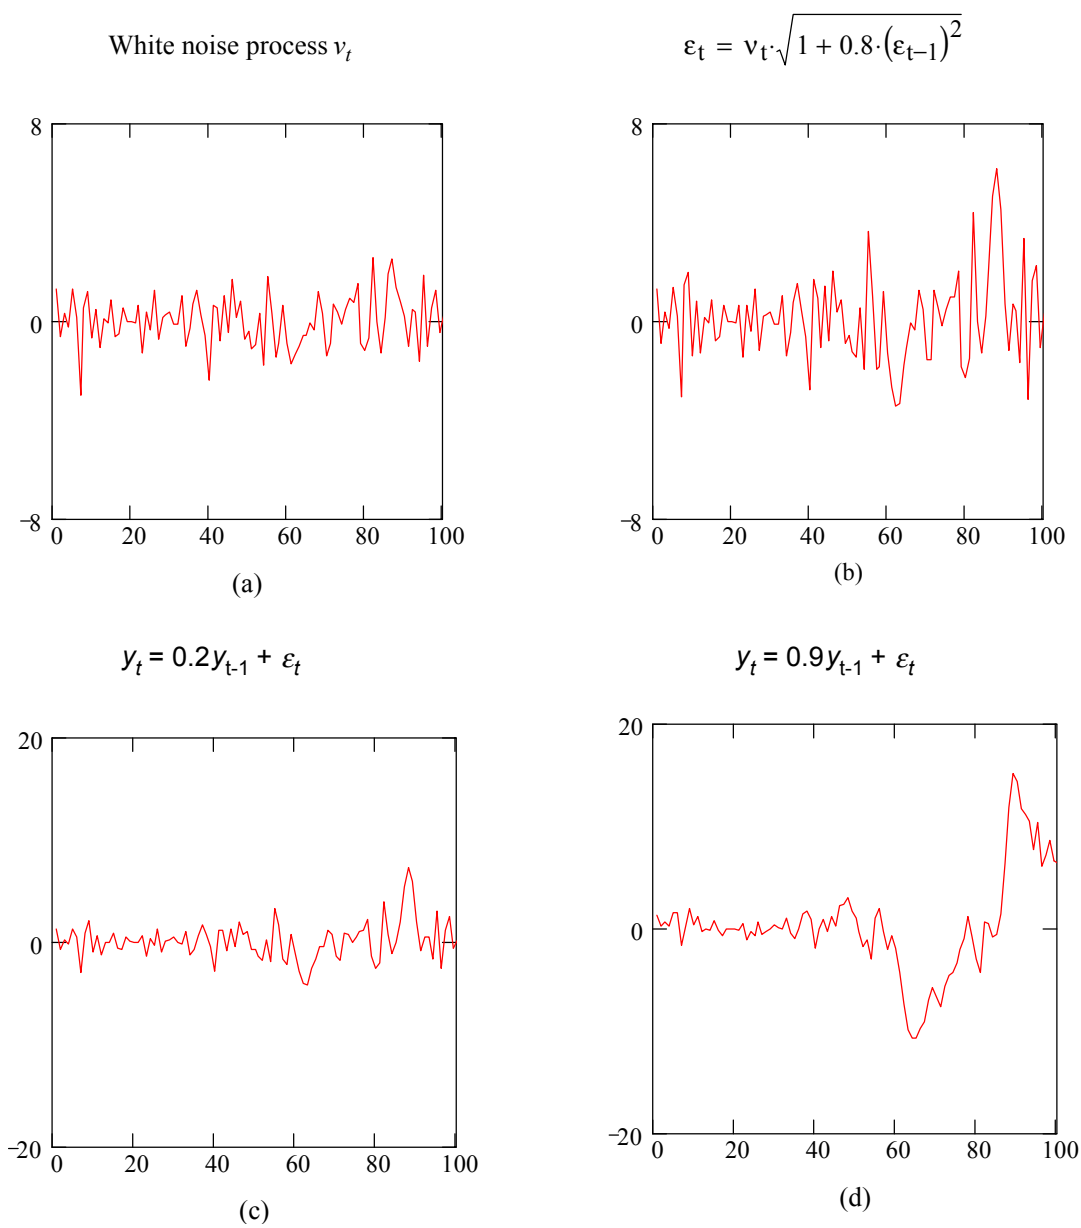 White noise process v_t
ε_t = ν_t·√(1 + 0.8·(ε_{t−1})²)
8
0
−8
0 20 40 60 80 100
(a)
8
0
−8
0 20 40 60 80 100
(b)
y_t = 0.2y_{t-1} + ε_t
y_t = 0.9y_{t-1} + ε_t
20
0
−20
0 20 40 60 80 100
(c)
20
0
−20
0 20 40 60 80 100
(d)